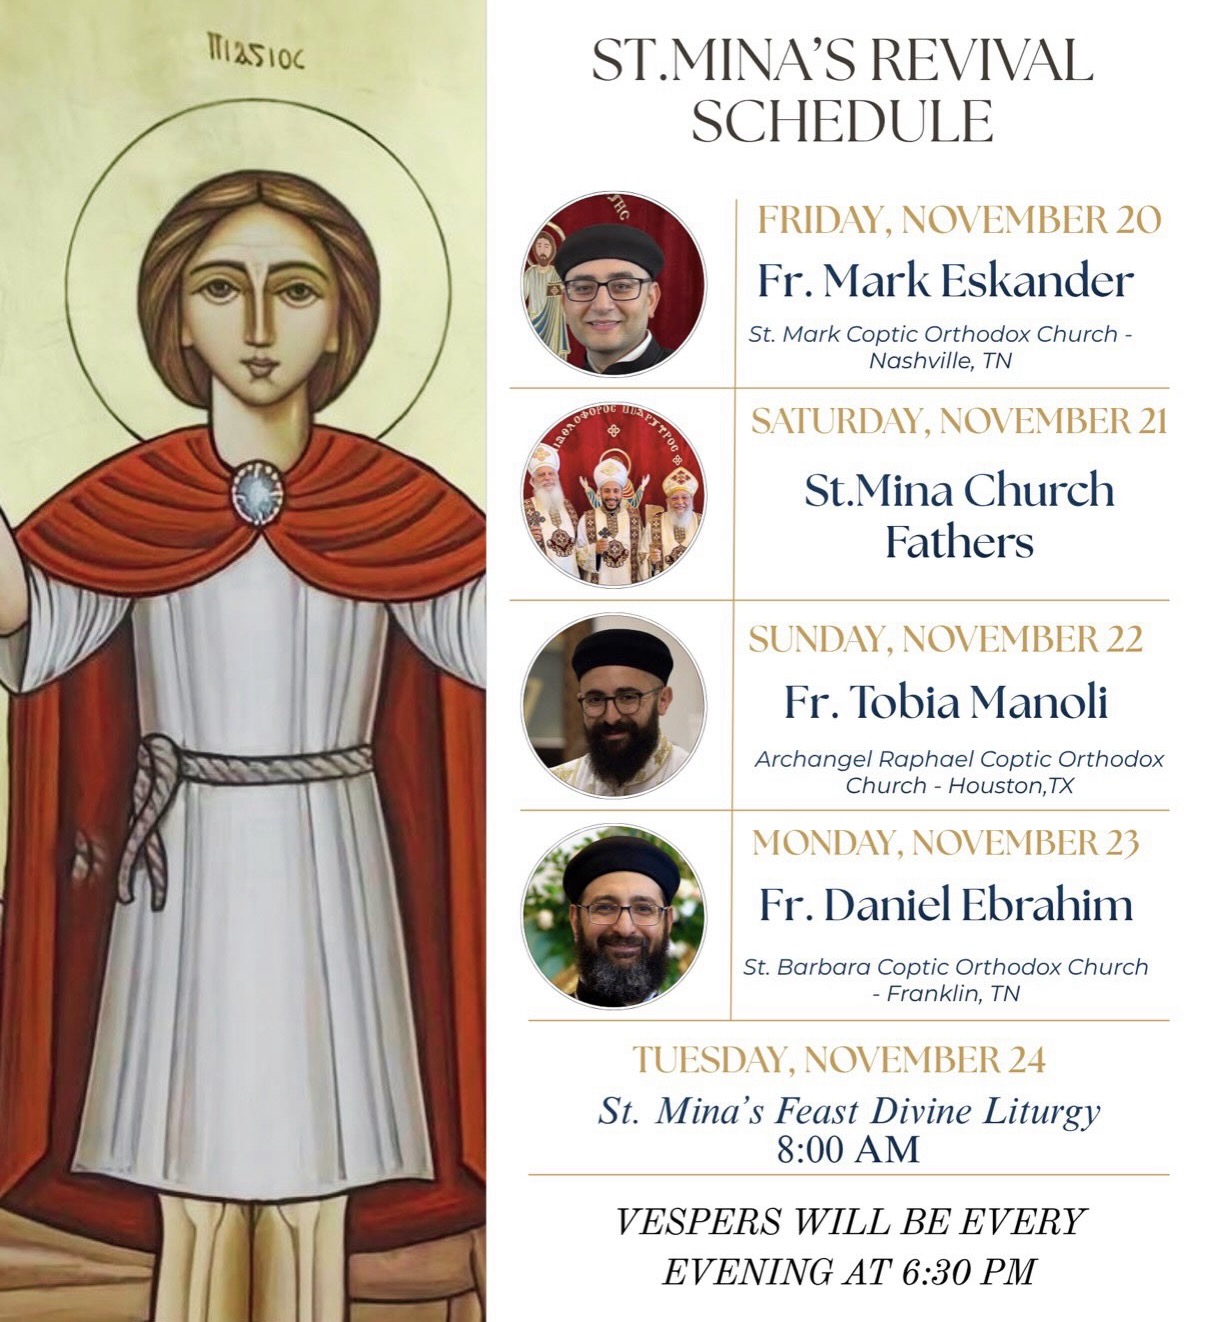 ⲠⲒⲀⲄⲒⲞⲤ
ST.MINA'S REVIVAL
SCHEDULE
FRIDAY, NOVEMBER 20
Fr. Mark Eskander
St. Mark Coptic Orthodox Church -
Nashville, TN
SATURDAY, NOVEMBER 21
St.Mina Church
Fathers
SUNDAY, NOVEMBER 22
Fr. Tobia Manoli
Archangel Raphael Coptic Orthodox
Church - Houston,TX
MONDAY, NOVEMBER 23
Fr. Daniel Ebrahim
St. Barbara Coptic Orthodox Church
- Franklin, TN
TUESDAY, NOVEMBER 24
St. Mina's Feast Divine Liturgy
8:00 AM
VESPERS WILL BE EVERY
EVENING AT 6:30 PM